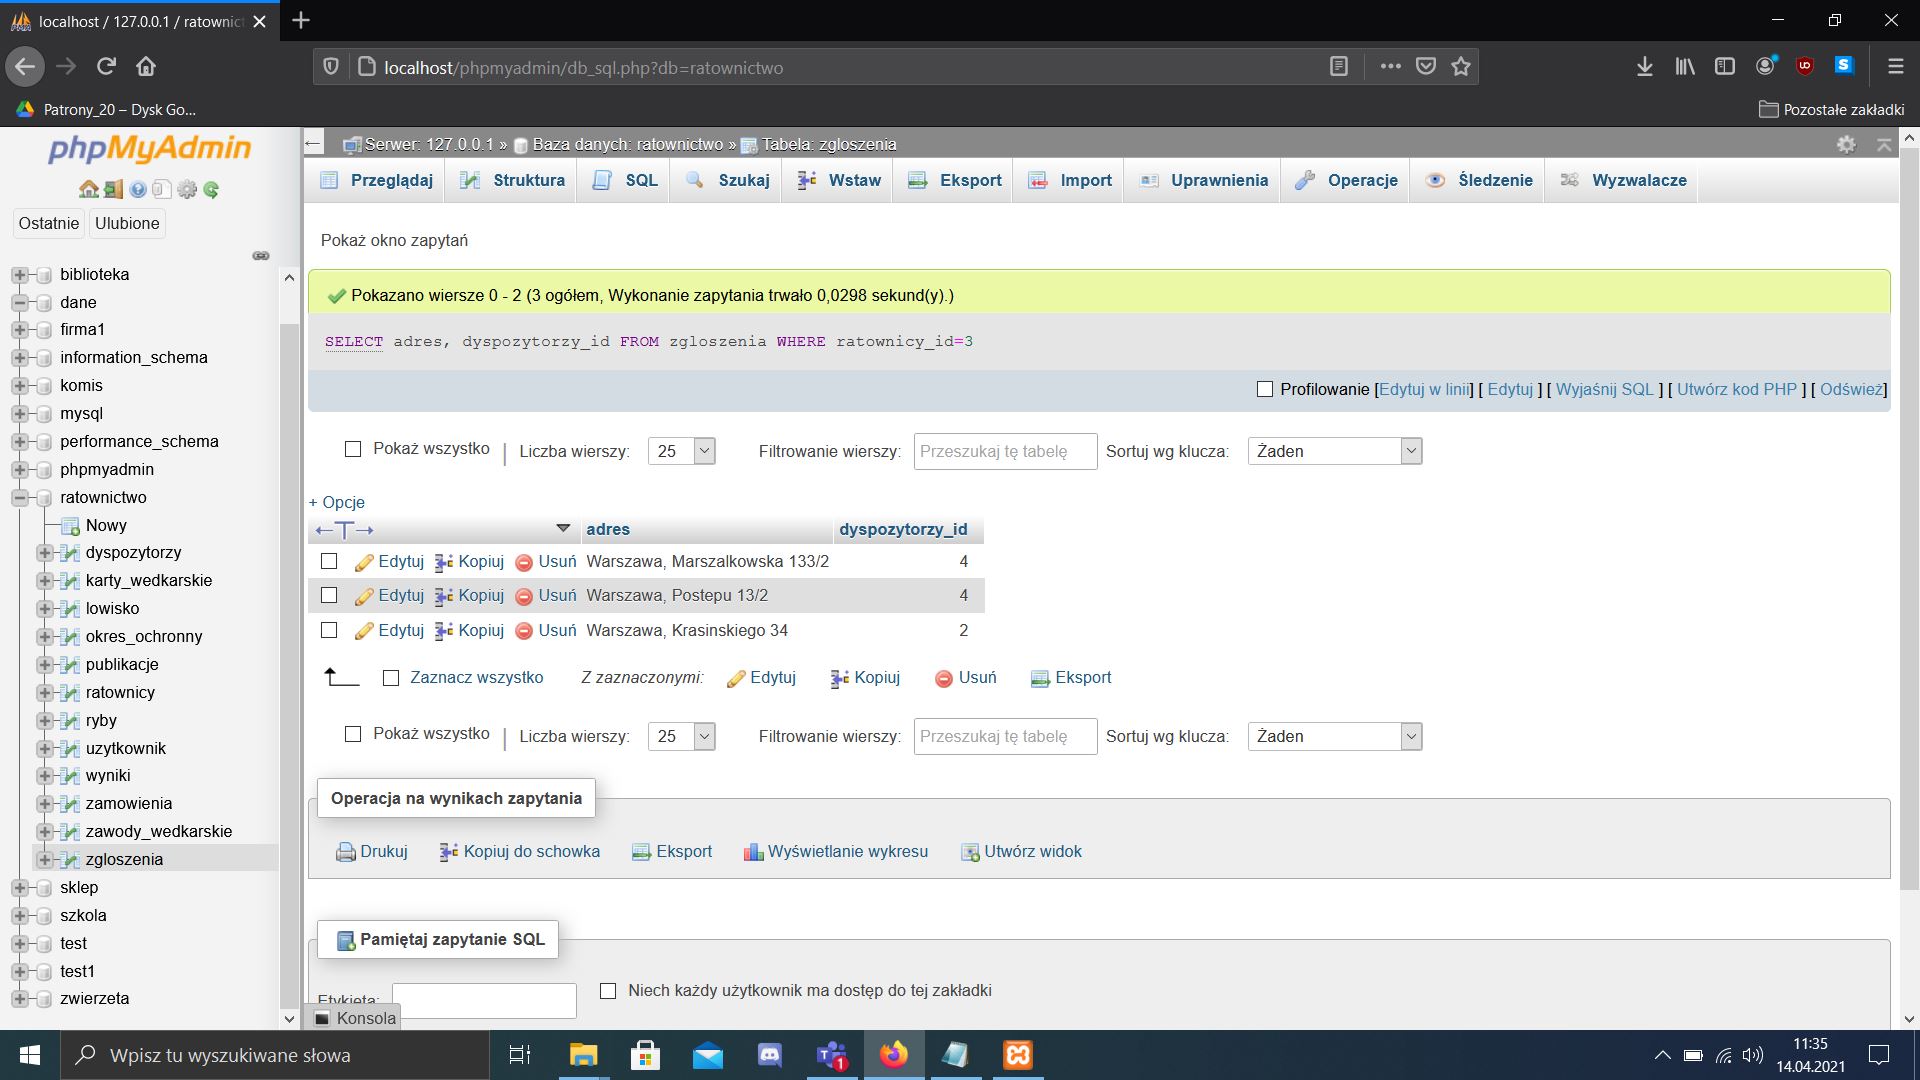 localhost / 127.0.0.1 / ratownict
localhost/phpmyadmin/db_sql.php?db=ratownictwo
Patrony_20 – Dysk Go...
Pozostałe zakładki
phpMyAdmin
Ostatnie Ulubione
biblioteka
dane
firma1
information_schema
komis
mysql
performance_schema
phpmyadmin
ratownictwo
Nowy
dyspozytorzy
karty_wedkarskie
lowisko
okres_ochronny
publikacje
ratownicy
ryby
uzytkownik
wyniki
zamowienia
zawody_wedkarskie
zgloszenia
sklep
szkola
test
test1
zwierzeta
Serwer: 127.0.0.1 » Baza danych: ratownictwo » Tabela: zgloszenia
Przeglądaj Struktura SQL Szukaj Wstaw Eksport Import Uprawnienia Operacje Śledzenie Wyzwalacze
Pokaż okno zapytań
Pokazano wiersze 0 - 2 (3 ogółem, Wykonanie zapytania trwało 0,0298 sekund(y).)
SELECT adres, dyspozytorzy_id FROM zgloszenia WHERE ratownicy_id=3
Profilowanie [Edytuj w linii] [ Edytuj ] [ Wyjaśnij SQL ] [ Utwórz kod PHP ] [ Odśwież]
Pokaż wszystko | Liczba wierszy: 25 Filtrowanie wierszy: Przeszukaj tę tabelę Sortuj wg klucza: Żaden
+ Opcje
←T→ adres dyspozytorzy_id
Edytuj Kopiuj Usuń Warszawa, Marszalkowska 133/2 4
Edytuj Kopiuj Usuń Warszawa, Postepu 13/2 4
Edytuj Kopiuj Usuń Warszawa, Krasinskiego 34 2
Zaznacz wszystko Z zaznaczonymi: Edytuj Kopiuj Usuń Eksport
Pokaż wszystko | Liczba wierszy: 25 Filtrowanie wierszy: Przeszukaj tę tabelę Sortuj wg klucza: Żaden
Operacja na wynikach zapytania
Drukuj Kopiuj do schowka Eksport Wyświetlanie wykresu Utwórz widok
Pamiętaj zapytanie SQL
Etykieta: Niech każdy użytkownik ma dostęp do tej zakładki
Konsola
Wpisz tu wyszukiwane słowa
1
11:35
14.04.2021